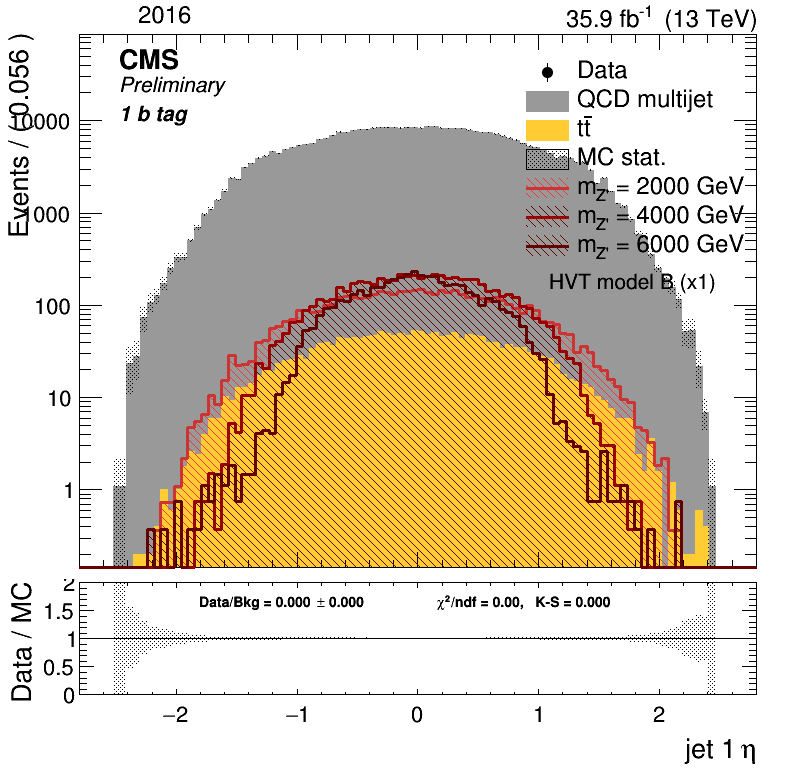 2016
35.9 fb⁻¹ (13 TeV)
CMS
Preliminary
1 b tag
Data
QCD multijet
tt̄
MC stat.
m_Z' = 2000 GeV
m_Z' = 4000 GeV
m_Z' = 6000 GeV
HVT model B (x1)
Events / ( 0.056 )
10000
1000
100
10
1
Data/Bkg = 0.000 ± 0.000
χ²/ndf = 0.00, K-S = 0.000
Data / MC
2
1.5
1
0.5
0
−2
−1
0
1
2
jet 1 η